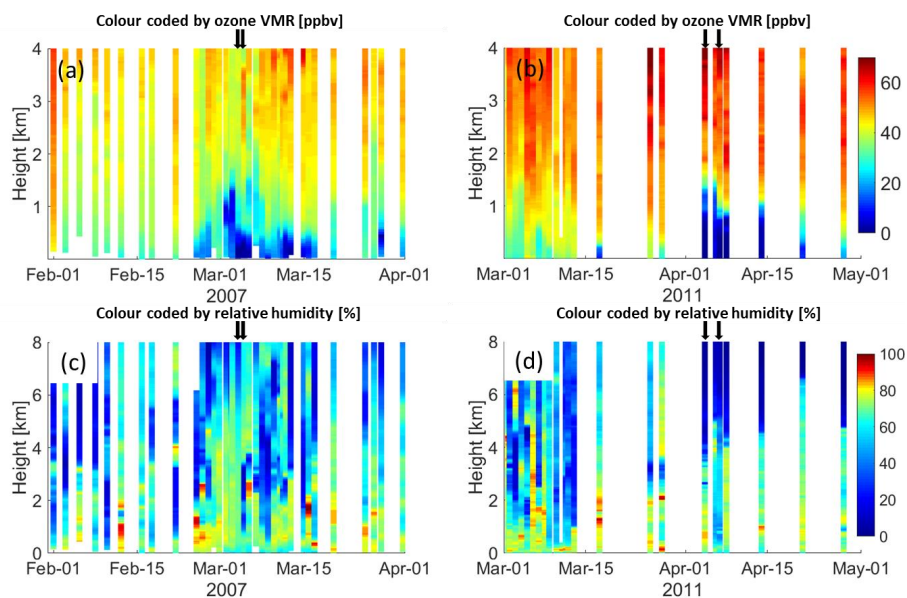 Colour coded by ozone VMR [ppbv]
Colour coded by ozone VMR [ppbv]
(a)
(b)
4
3
2
1
Height [km]
Feb-01 Feb-15 Mar-01 Mar-15 Apr-01
2007
4
3
2
1
Height [km]
Mar-01 Mar-15 Apr-01 Apr-15 May-01
2011
60
40
20
0
Colour coded by relative humidity [%]
Colour coded by relative humidity [%]
(c)
(d)
8
6
4
2
0
Height [km]
Feb-01 Feb-15 Mar-01 Mar-15 Apr-01
2007
8
6
4
2
0
Height [km]
Mar-01 Mar-15 Apr-01 Apr-15 May-01
2011
100
80
60
40
20
0